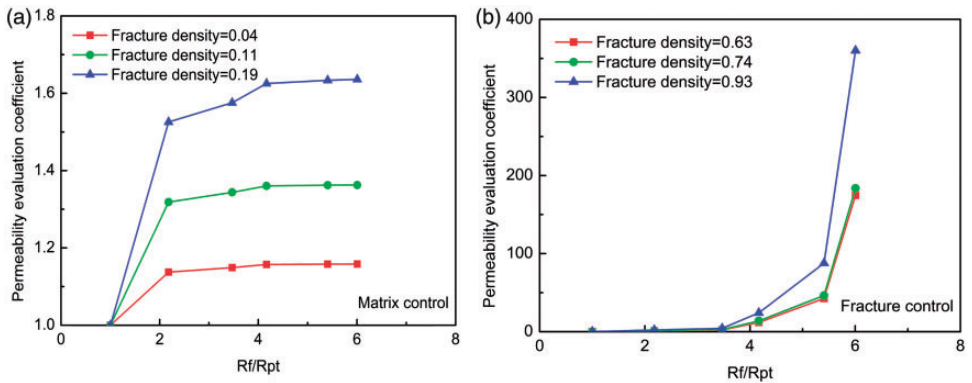 (a)
1.8
1.6
1.4
1.2
1.0
Permeability evaluation coefficient
Fracture density=0.04
Fracture density=0.11
Fracture density=0.19
Matrix control
0 2 4 6 8
Rf/Rpt
(b)
400
300
200
100
0
Permeability evaluation coefficient
Fracture density=0.63
Fracture density=0.74
Fracture density=0.93
Fracture control
0 2 4 6 8
Rf/Rpt